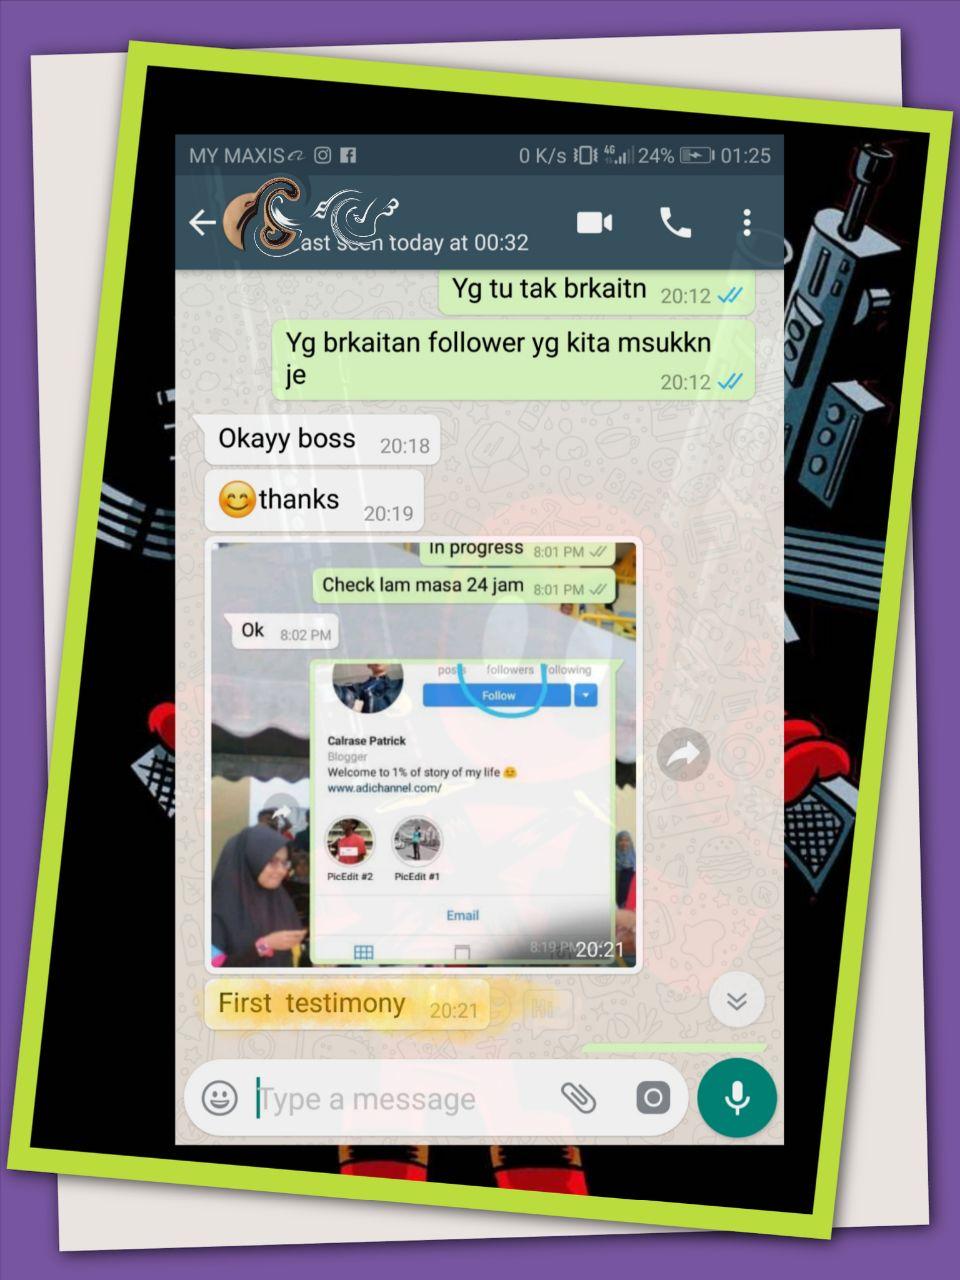 MY MAXIS
0 K/s 4G 24% 01:25
ast seen today at 00:32
Yg tu tak brkaitn 20:12
Yg brkaitan follower yg kita msukkn
je 20:12
Okayy boss 20:18
😊thanks 20:19
In progress 8:01 PM
Check lam masa 24 jam 8:01 PM
Ok 8:02 PM
posts followers following
Follow
Calrase Patrick
Blogger
Welcome to 1% of story of my life 😊
www.adichannel.com/
PicEdit #2 PicEdit #1
Email
8:19 PM 20:21
First testimony 20:21
Type a message